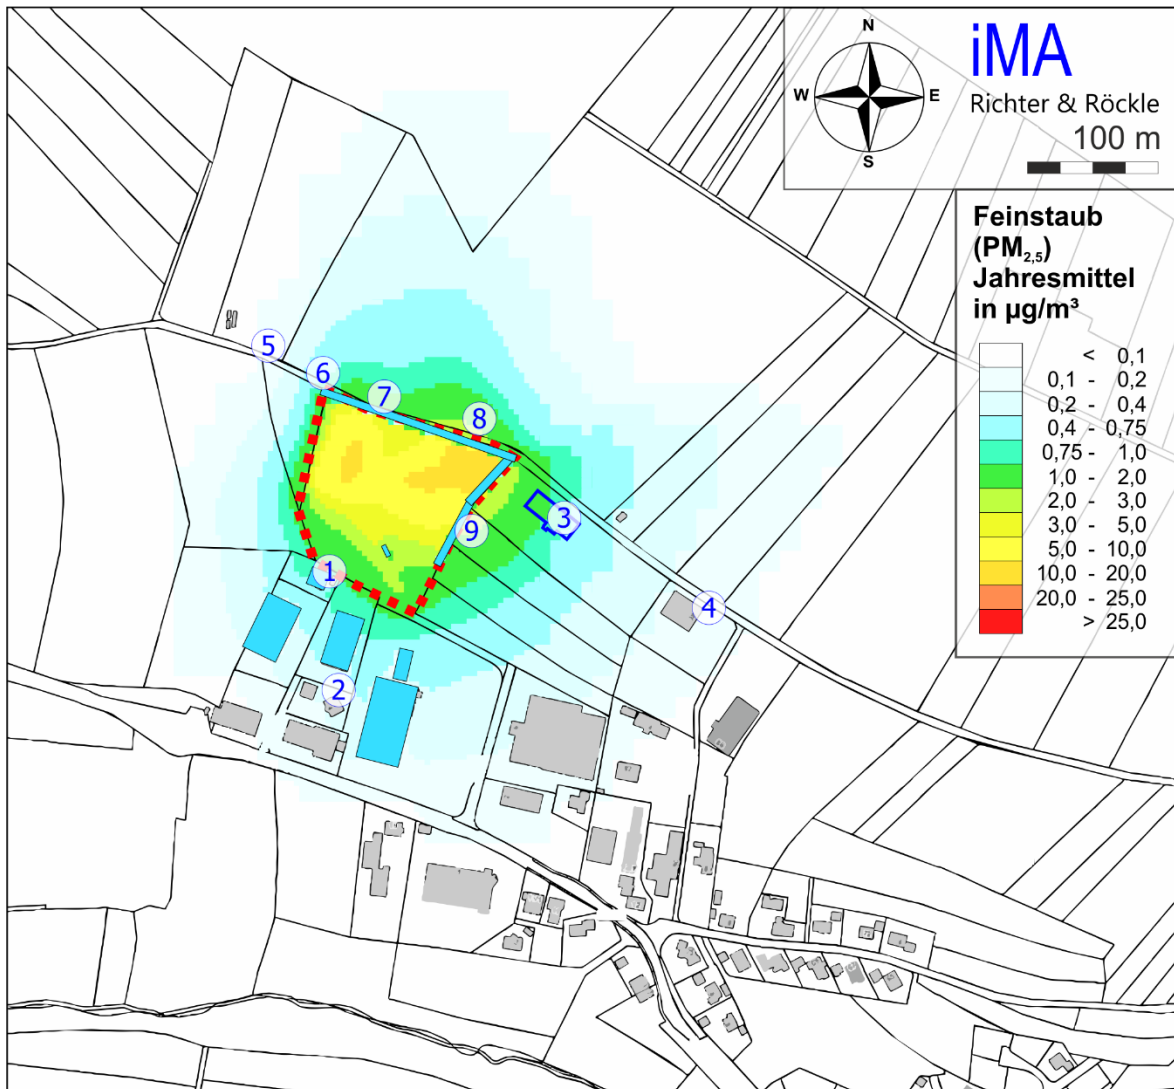 N
W
E
S
iMA
Richter & Röckle
100 m
Feinstaub
(PM2,5)
Jahresmittel
in µg/m³
< 0,1
0,1 - 0,2
0,2 - 0,4
0,4 - 0,75
0,75 - 1,0
1,0 - 2,0
2,0 - 3,0
3,0 - 5,0
5,0 - 10,0
10,0 - 20,0
20,0 - 25,0
> 25,0
5
6
7
8
9
3
1
4
2